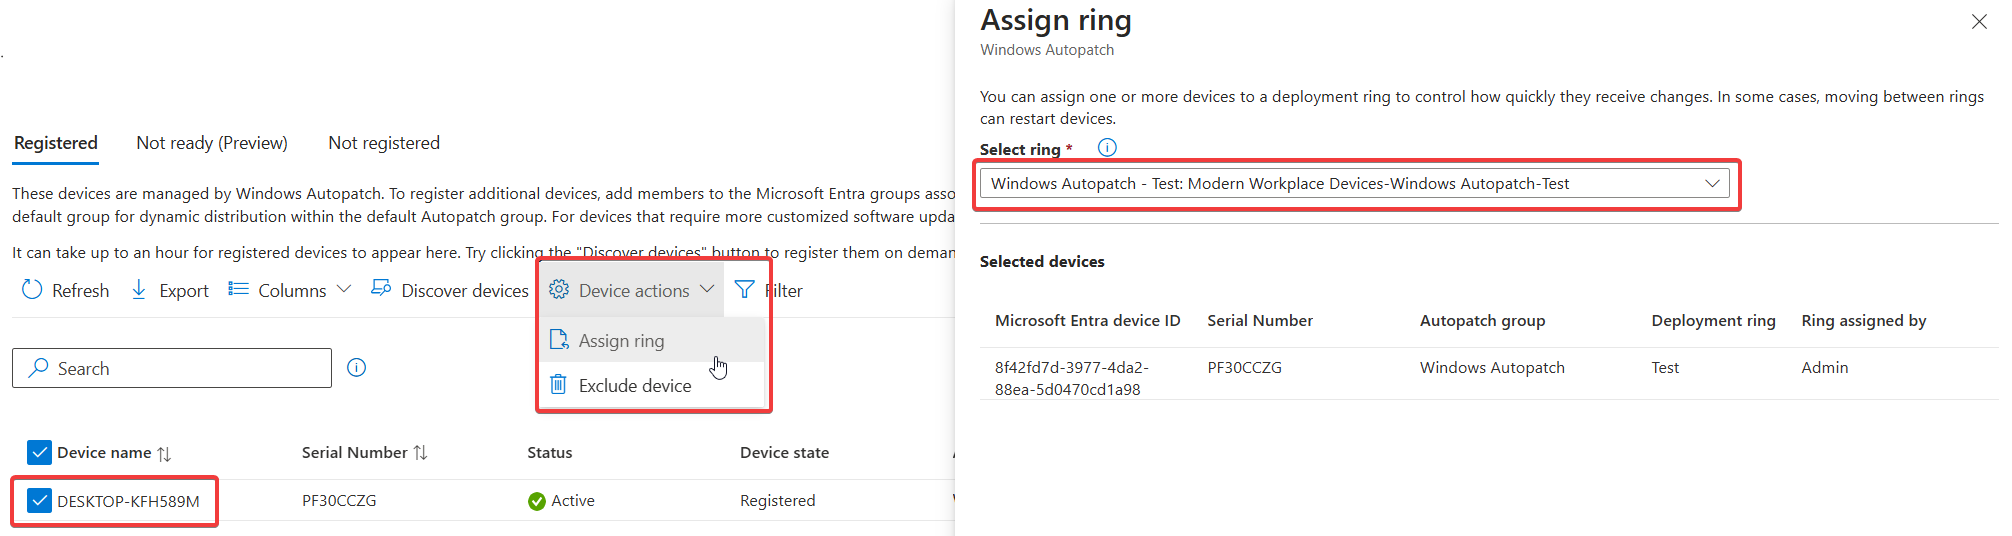 Registered
Not ready (Preview)
Not registered
These devices are managed by Windows Autopatch. To register additional devices, add members to the Microsoft Entra groups asso
default group for dynamic distribution within the default Autopatch group. For devices that require more customized software upda
It can take up to an hour for registered devices to appear here. Try clicking the "Discover devices" button to register them on deman
Refresh
Export
Columns
Discover devices
Device actions
Filter
Assign ring
Exclude device
Search
Device name
Serial Number
Status
Device state
DESKTOP-KFH589M
PF30CCZG
Active
Registered
Assign ring
Windows Autopatch
You can assign one or more devices to a deployment ring to control how quickly they receive changes. In some cases, moving between rings
can restart devices.
Select ring *
Windows Autopatch - Test: Modern Workplace Devices-Windows Autopatch-Test
Selected devices
Microsoft Entra device ID
Serial Number
Autopatch group
Deployment ring
Ring assigned by
8f42fd7d-3977-4da2-
88ea-5d0470cd1a98
PF30CCZG
Windows Autopatch
Test
Admin